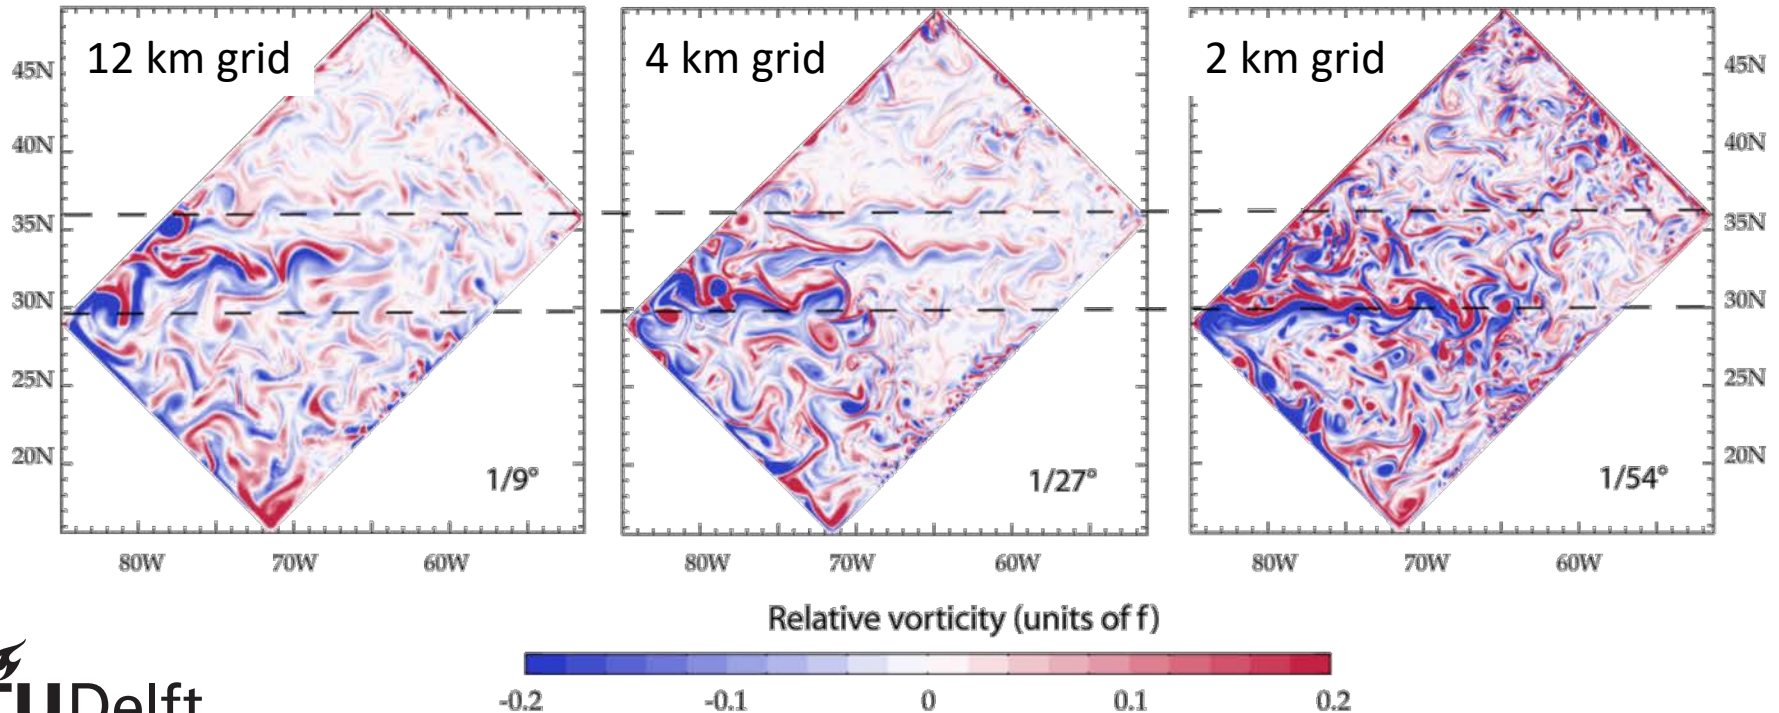 12 km grid
4 km grid
2 km grid
45N
40N
35N
30N
25N
20N
45N
40N
35N
30N
25N
20N
1/9°
1/27°
1/54°
80W 70W 60W
80W 70W 60W
80W 70W 60W
Relative vorticity (units of f)
-0.2 -0.1 0 0.1 0.2
TUDelft